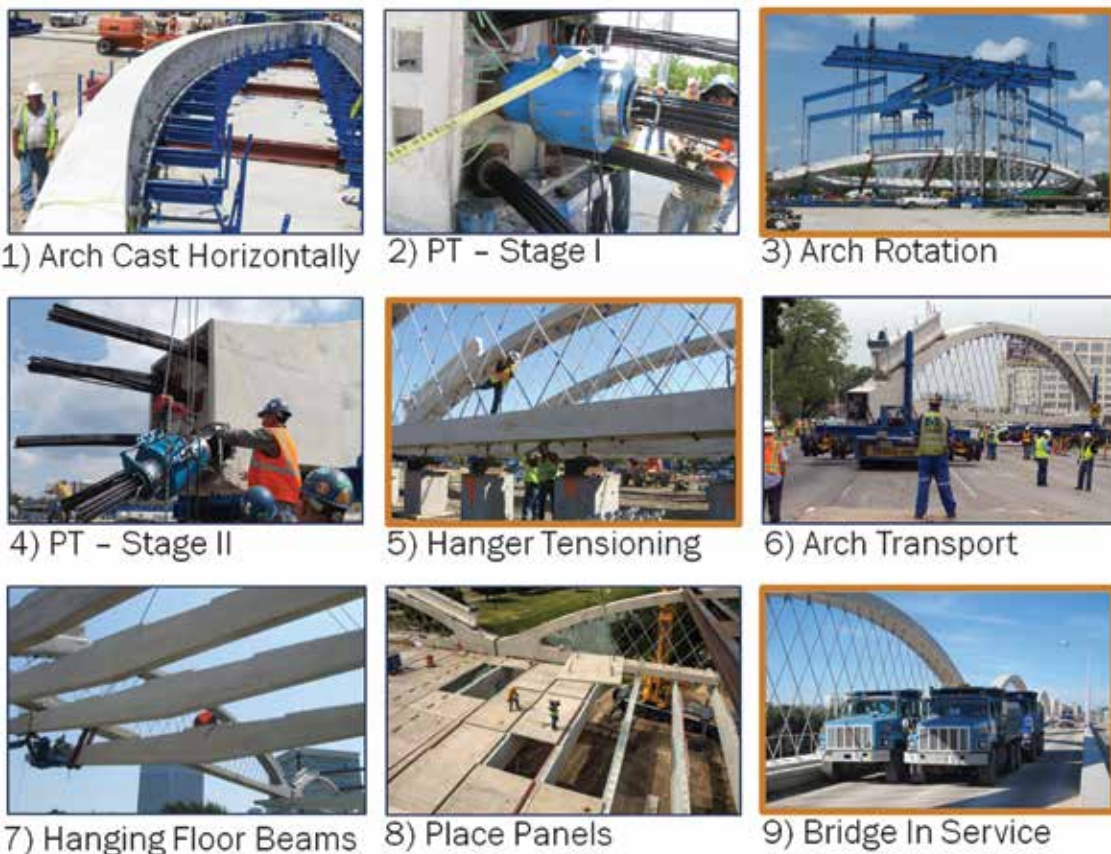 1) Arch Cast Horizontally
2) PT – Stage I
3) Arch Rotation
4) PT – Stage II
5) Hanger Tensioning
6) Arch Transport
7) Hanging Floor Beams
8) Place Panels
9) Bridge In Service